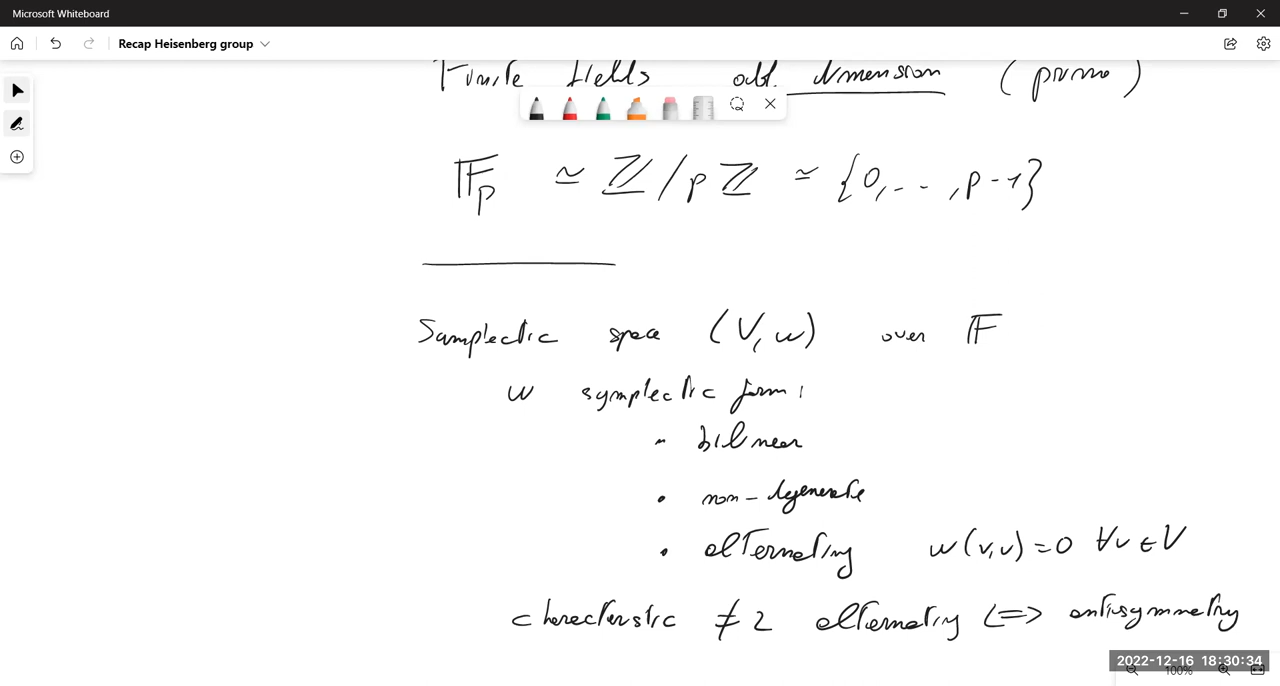 Microsoft Whiteboard
Recap Heisenberg group
Finite fields odd. dimension (prime)
𝔽p ≃ ℤ/pℤ ≃ {0,..,p-1}
Samplectic space (V,w) over 𝔽
w symplectic form:
- bilinear
• non-degenerate
• alternating w(v,v)=0 ∀v∈V
characteristic ≠ 2 alternating <=> antisymmetry
2022-12-16 18:30:34
100%